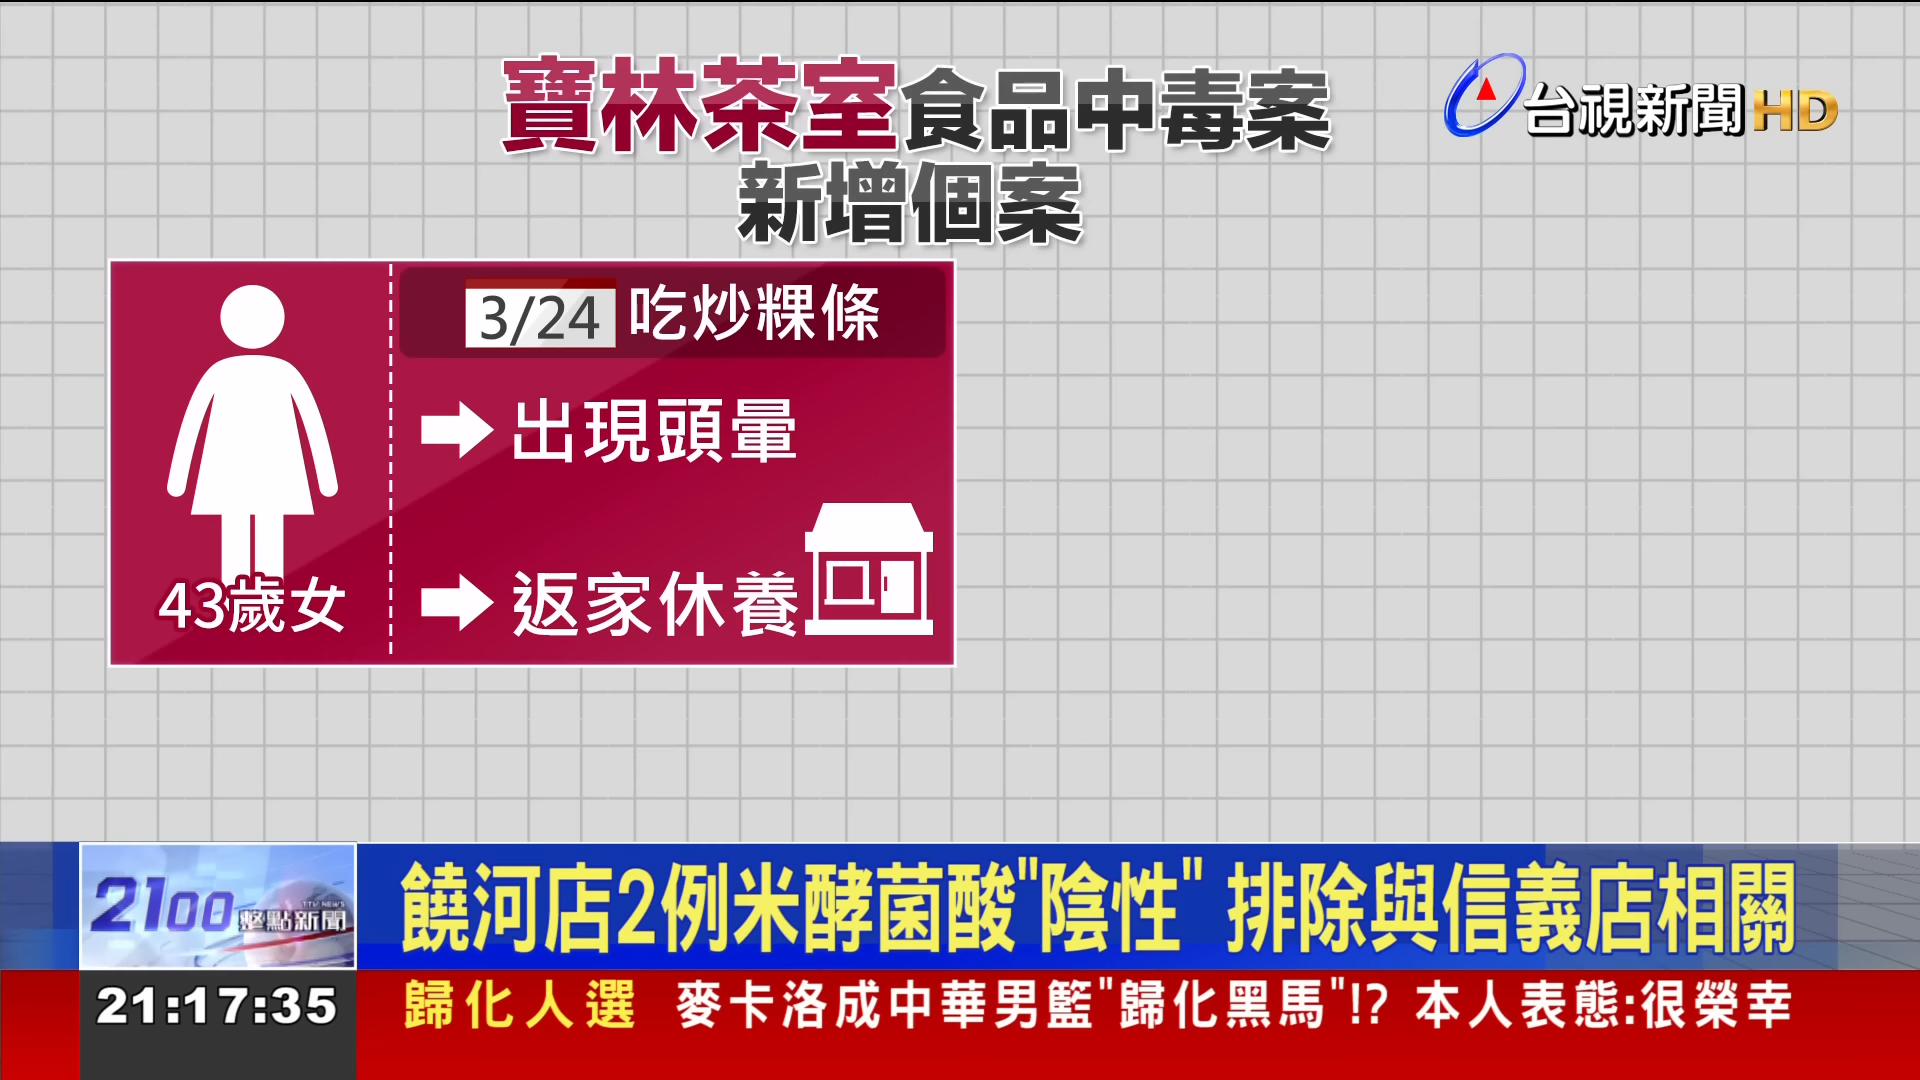 寶林茶室食品中毒案
新增個案
台視新聞HD
3/24 吃炒粿條
出現頭暈
返家休養
43歲女
2100 整點新聞
TTV NEWS
饒河店2例米酵菌酸"陰性" 排除與信義店相關
21:17:35
歸化人選 麥卡洛成中華男籃"歸化黑馬"!? 本人表態:很榮幸